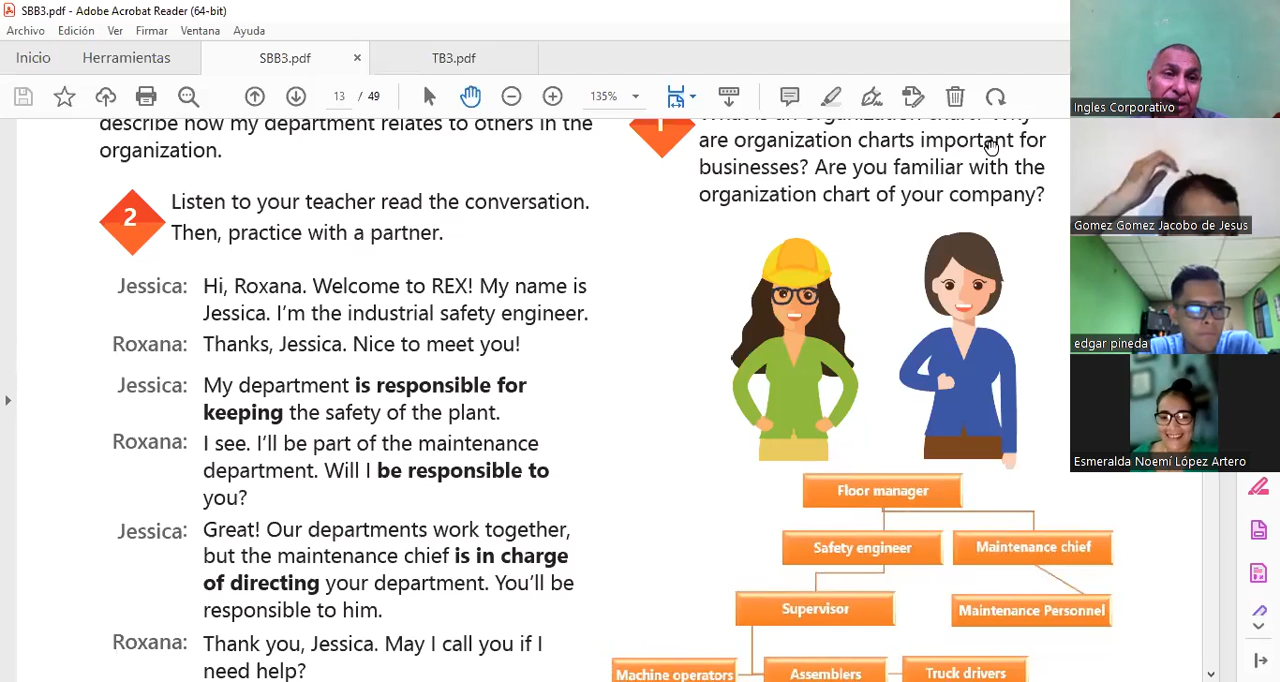 SBB3.pdf - Adobe Acrobat Reader (64-bit)
Archivo Edición Ver Firmar Ventana Ayuda
Inicio Herramientas SBB3.pdf × TB3.pdf
13 / 49 135%
describe how my department relates to others in the
organization.
2
Listen to your teacher read the conversation.
Then, practice with a partner.
Jessica: Hi, Roxana. Welcome to REX! My name is
Jessica. I'm the industrial safety engineer.
Roxana: Thanks, Jessica. Nice to meet you!
Jessica: My department is responsible for
keeping the safety of the plant.
Roxana: I see. I'll be part of the maintenance
department. Will I be responsible to
you?
Jessica: Great! Our departments work together,
but the maintenance chief is in charge
of directing your department. You'll be
responsible to him.
Roxana: Thank you, Jessica. May I call you if I
need help?
1
What is an organization chart? Why
are organization charts important for
businesses? Are you familiar with the
organization chart of your company?
Floor manager
Safety engineer Maintenance chief
Supervisor Maintenance Personnel
Machine operators Assemblers Truck drivers
Ingles Corporativo
Gomez Gomez Jacobo de Jesus
edgar pineda
Esmeralda Noemí López Artero